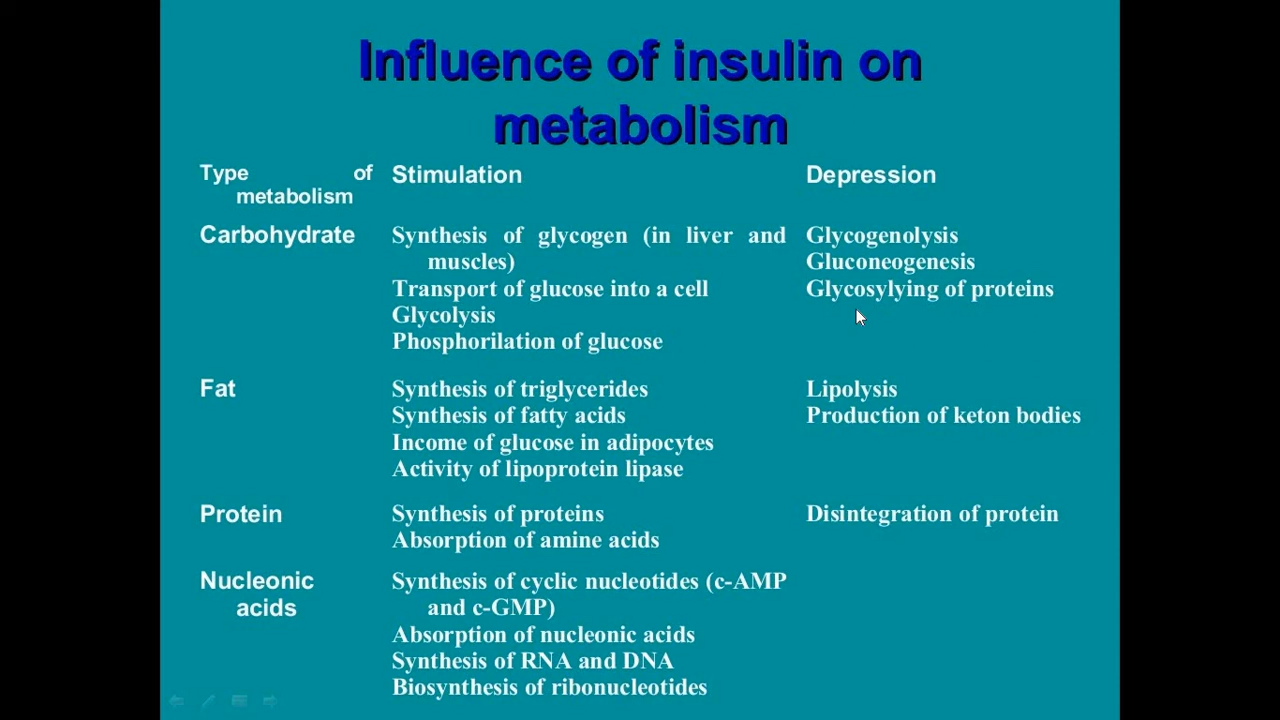 Influence of insulin on
metabolism
Type of
metabolism
Stimulation
Depression
Carbohydrate
Synthesis of glycogen (in liver and
muscles)
Transport of glucose into a cell
Glycolysis
Phosphorilation of glucose
Glycogenolysis
Gluconeogenesis
Glycosylying of proteins
Fat
Synthesis of triglycerides
Synthesis of fatty acids
Income of glucose in adipocytes
Activity of lipoprotein lipase
Lipolysis
Production of keton bodies
Protein
Synthesis of proteins
Absorption of amine acids
Disintegration of protein
Nucleonic
acids
Synthesis of cyclic nucleotides (c-AMP
and c-GMP)
Absorption of nucleonic acids
Synthesis of RNA and DNA
Biosynthesis of ribonucleotides